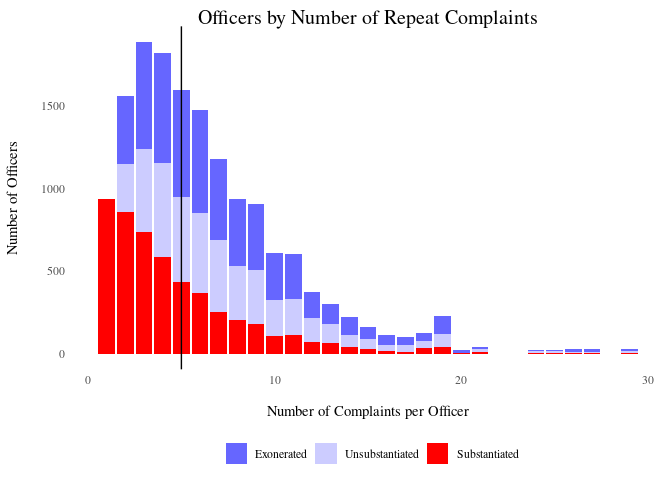 Officers by Number of Repeat Complaints
Number of Officers
1500
1000
500
0
0 10 20 30
Number of Complaints per Officer
Exonerated Unsubstantiated Substantiated